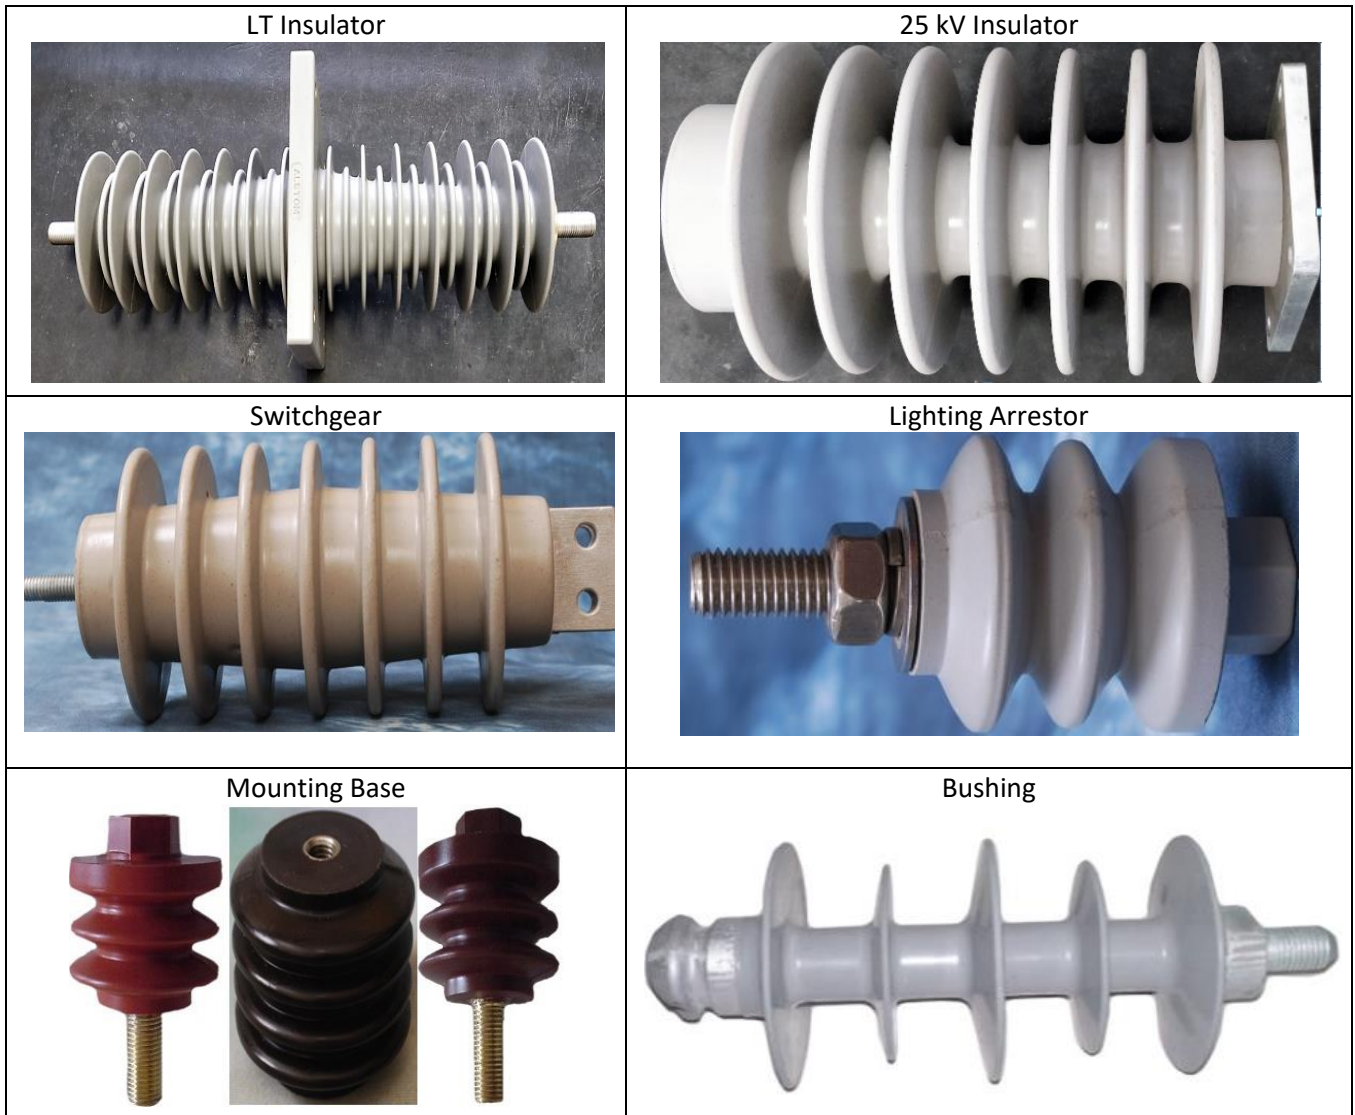 LT Insulator
25 kV Insulator
Switchgear
Lighting Arrestor
Mounting Base
Bushing